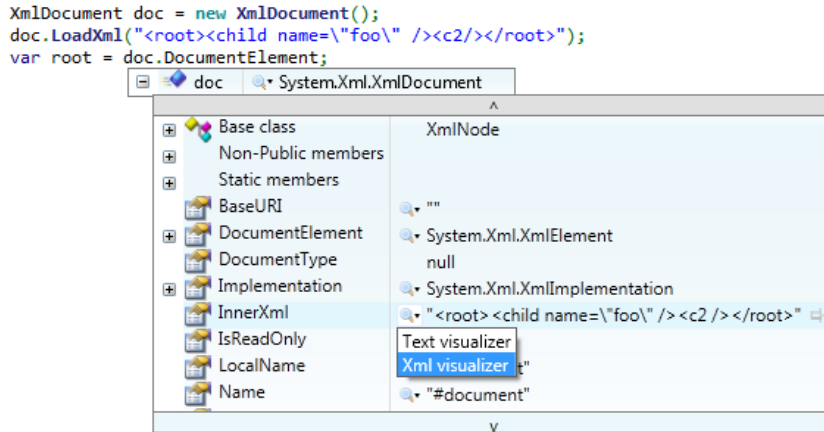 XmlDocument doc = new XmlDocument();
doc.LoadXml("<root><child name=\"foo\" /><c2/></root>");
var root = doc.DocumentElement;
doc System.Xml.XmlDocument
Base class XmlNode
Non-Public members
Static members
BaseURI ""
DocumentElement System.Xml.XmlElement
DocumentType null
Implementation System.Xml.XmlImplementation
InnerXml "<root><child name=\"foo\" /><c2 /></root>"
IsReadOnly
Text visualizer
LocalName
Xml visualizer t"
Name "#document"